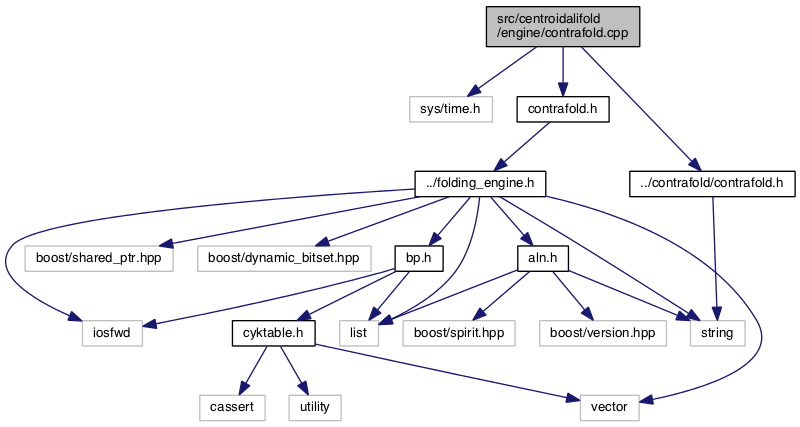 src/centroidalifold
/engine/contrafold.cpp
sys/time.h
contrafold.h
../folding_engine.h
../contrafold/contrafold.h
boost/shared_ptr.hpp
boost/dynamic_bitset.hpp
bp.h
aln.h
iosfwd
cyktable.h
list
boost/spirit.hpp
boost/version.hpp
string
cassert
utility
vector